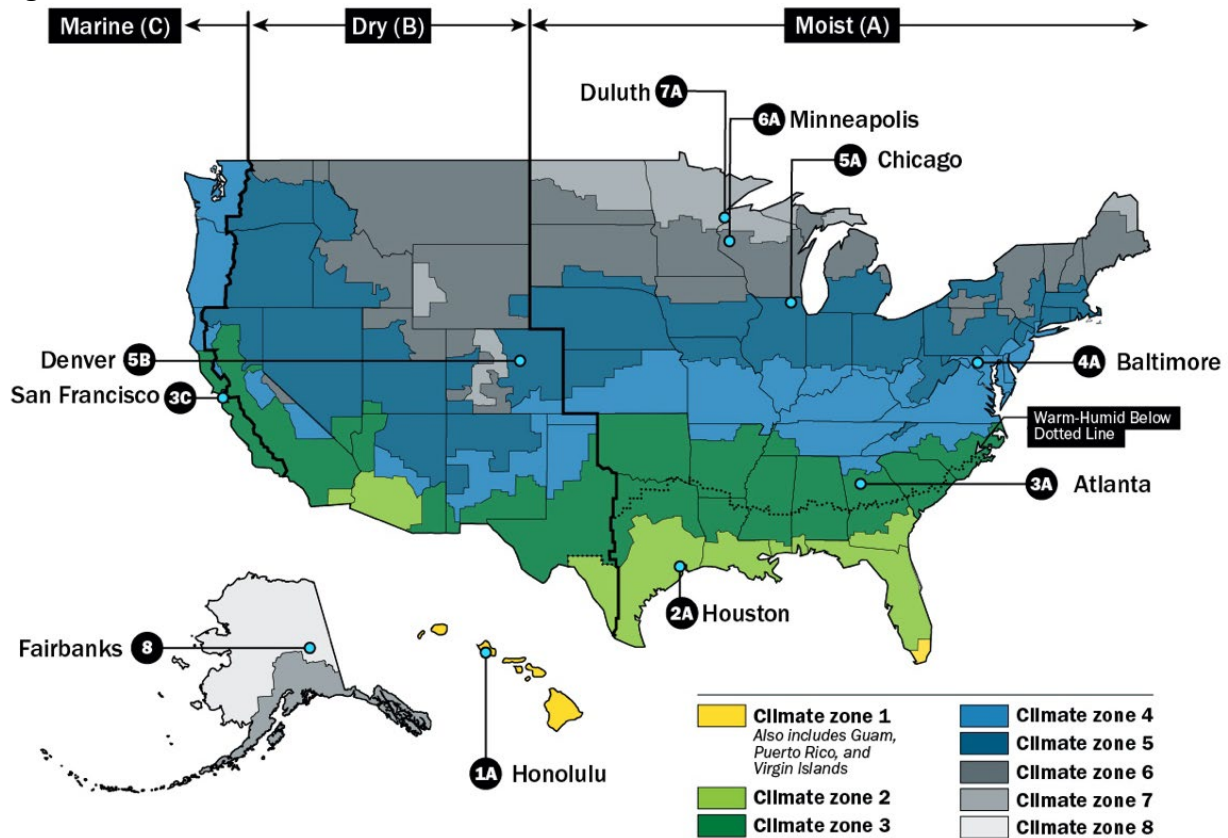 Marine (C)
Dry (B)
Moist (A)
Duluth 7A
6A Minneapolis
5A Chicago
Denver 5B
San Francisco 3C
4A Baltimore
Warm-Humid Below
Dotted Line
3A Atlanta
2A Houston
Fairbanks 8
1A Honolulu
Climate zone 1
Also includes Guam,
Puerto Rico, and
Virgin Islands
Climate zone 2
Climate zone 3
Climate zone 4
Climate zone 5
Climate zone 6
Climate zone 7
Climate zone 8